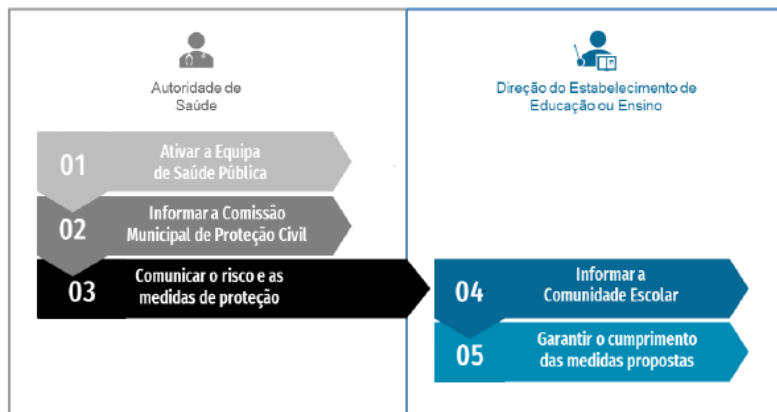 Autoridade de
Saúde
Direção do Estabelecimento de
Educação ou Ensino
01
Ativar a Equipa
de Saúde Pública
02
Informar a Comissão
Municipal de Proteção Civil
03
Comunicar o risco e as
medidas de proteção
04
Informar a
Comunidade Escolar
05
Garantir o cumprimento
das medidas propostas